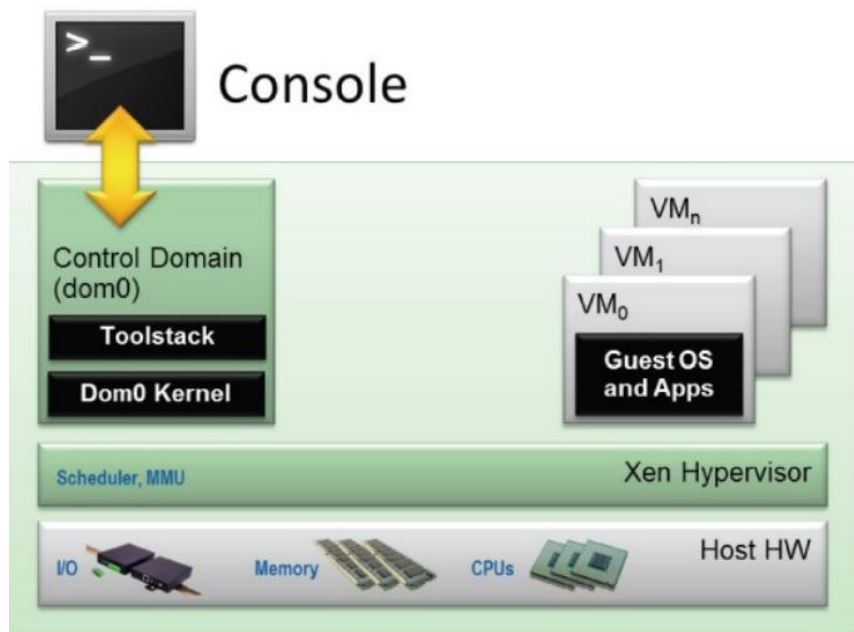 >_
Console
Control Domain
(dom0)
Toolstack
Dom0 Kernel
VMn
VM1
VM0
Guest OS
and Apps
Scheduler, MMU
Xen Hypervisor
I/O
Memory
CPUs
Host HW